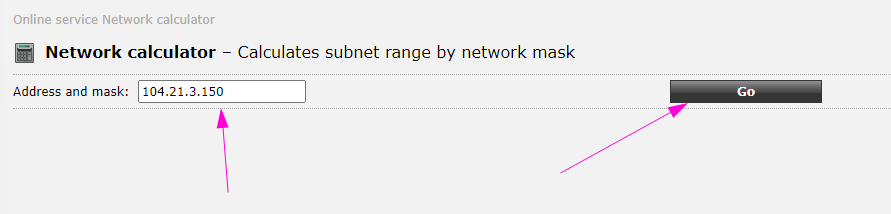 Online service Network calculator
Network calculator – Calculates subnet range by network mask
Address and mask: 104.21.3.150 Go